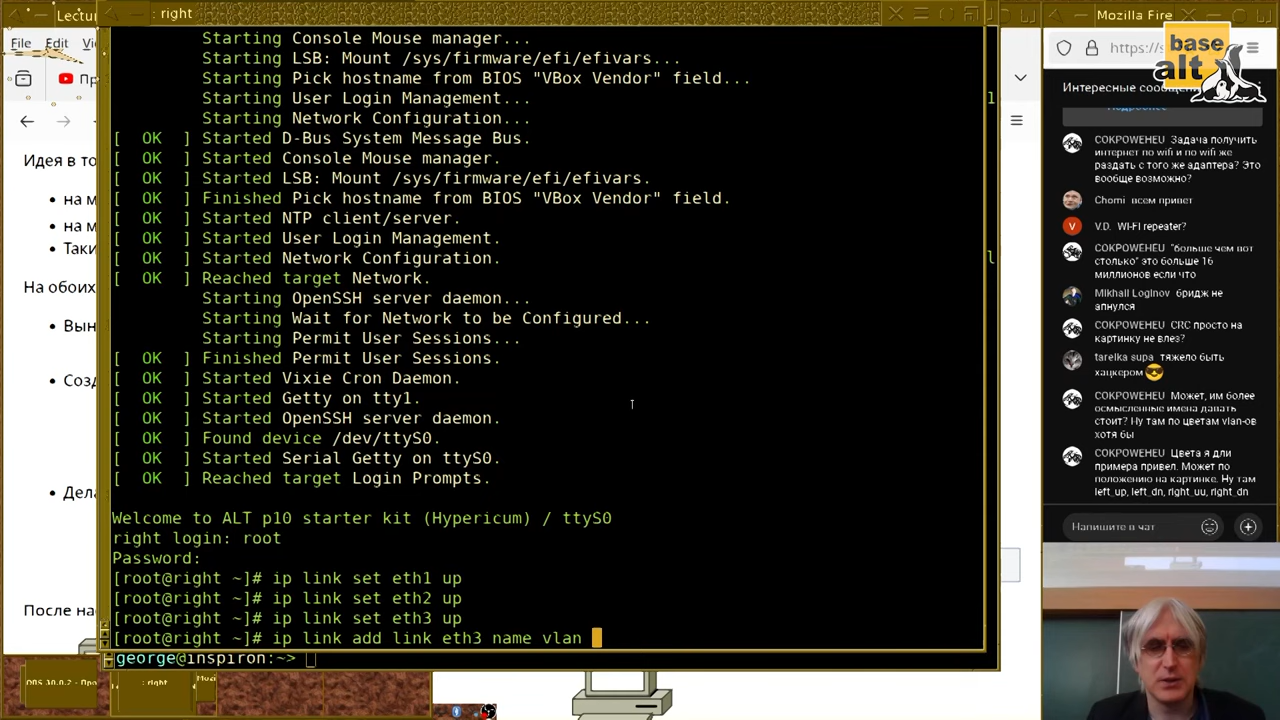 Lectu
: right
Mozilla Fire
File Edit Vi
https://s
base
alt
Пр
Интересные сообщени
Подробнее
Идея в то
на м
на м
Таки
На обоих
Вын
Созд
Дела
После на
Starting Console Mouse manager...
Starting LSB: Mount /sys/firmware/efi/efivars...
Starting Pick hostname from BIOS "VBox Vendor" field...
Starting User Login Management...
Starting Network Configuration...
[ OK ] Started D-Bus System Message Bus.
[ OK ] Started Console Mouse manager.
[ OK ] Started LSB: Mount /sys/firmware/efi/efivars.
[ OK ] Finished Pick hostname from BIOS "VBox Vendor" field.
[ OK ] Started NTP client/server.
[ OK ] Started User Login Management.
[ OK ] Started Network Configuration.
[ OK ] Reached target Network.
Starting OpenSSH server daemon...
Starting Wait for Network to be Configured...
Starting Permit User Sessions...
[ OK ] Finished Permit User Sessions.
[ OK ] Started Vixie Cron Daemon.
[ OK ] Started Getty on tty1.
[ OK ] Started OpenSSH server daemon.
[ OK ] Found device /dev/ttyS0.
[ OK ] Started Serial Getty on ttyS0.
[ OK ] Reached target Login Prompts.
Welcome to ALT p10 starter kit (Hypericum) / ttyS0
right login: root
Password:
[root@right ~]# ip link set eth1 up
[root@right ~]# ip link set eth2 up
[root@right ~]# ip link set eth3 up
[root@right ~]# ip link add link eth3 name vlan
george@inspiron:~>
COKPOWEHEU Задача получить
интернет по wifi и по wifi же
раздать с того же адаптера? Это
вообще возможно?
Chomi всем привет
V
V.D. WI-FI repeater?
COKPOWEHEU "больше чем вот
столько" это больше 16
миллионов если что
Mikhail Loginov бридж не
апнулся
COKPOWEHEU CRC просто на
картинку не влез?
tarelka supa тяжело быть
хацкером
COKPOWEHEU Может, им более
осмысленные имена давать
стоит? Ну там по цветам vlan-ов
хотя бы
COKPOWEHEU Цвета я дли
примера привел. Может по
положению на картинке. Ну там
left_up, left_dn, right_uu, right_dn
Напишите в чат
: right